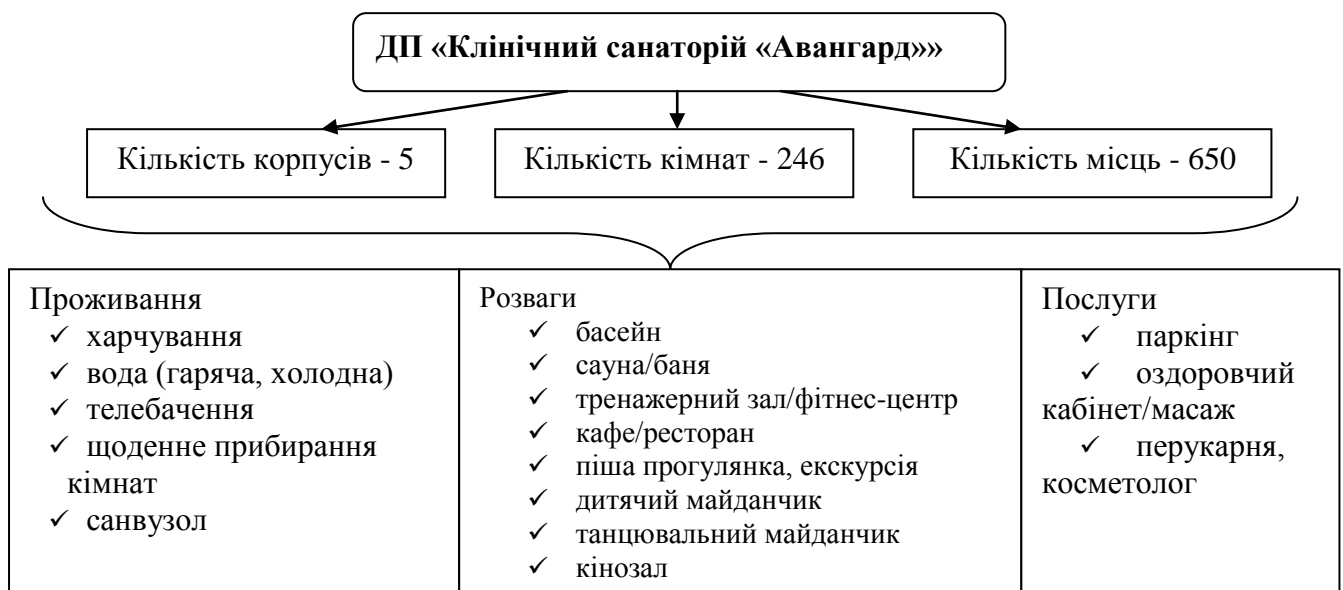 ДП «Клінічний санаторій «Авангард»»
Кількість корпусів - 5
Кількість кімнат - 246
Кількість місць - 650
Проживання
✓ харчування
✓ вода (гаряча, холодна)
✓ телебачення
✓ щоденне прибирання
кімнат
✓ санвузол
Розваги
✓ басейн
✓ сауна/баня
✓ тренажерний зал/фітнес-центр
✓ кафе/ресторан
✓ піша прогулянка, екскурсія
✓ дитячий майданчик
✓ танцювальний майданчик
✓ кінозал
Послуги
✓ паркінг
✓ оздоровчий
кабінет/масаж
✓ перукарня,
косметолог